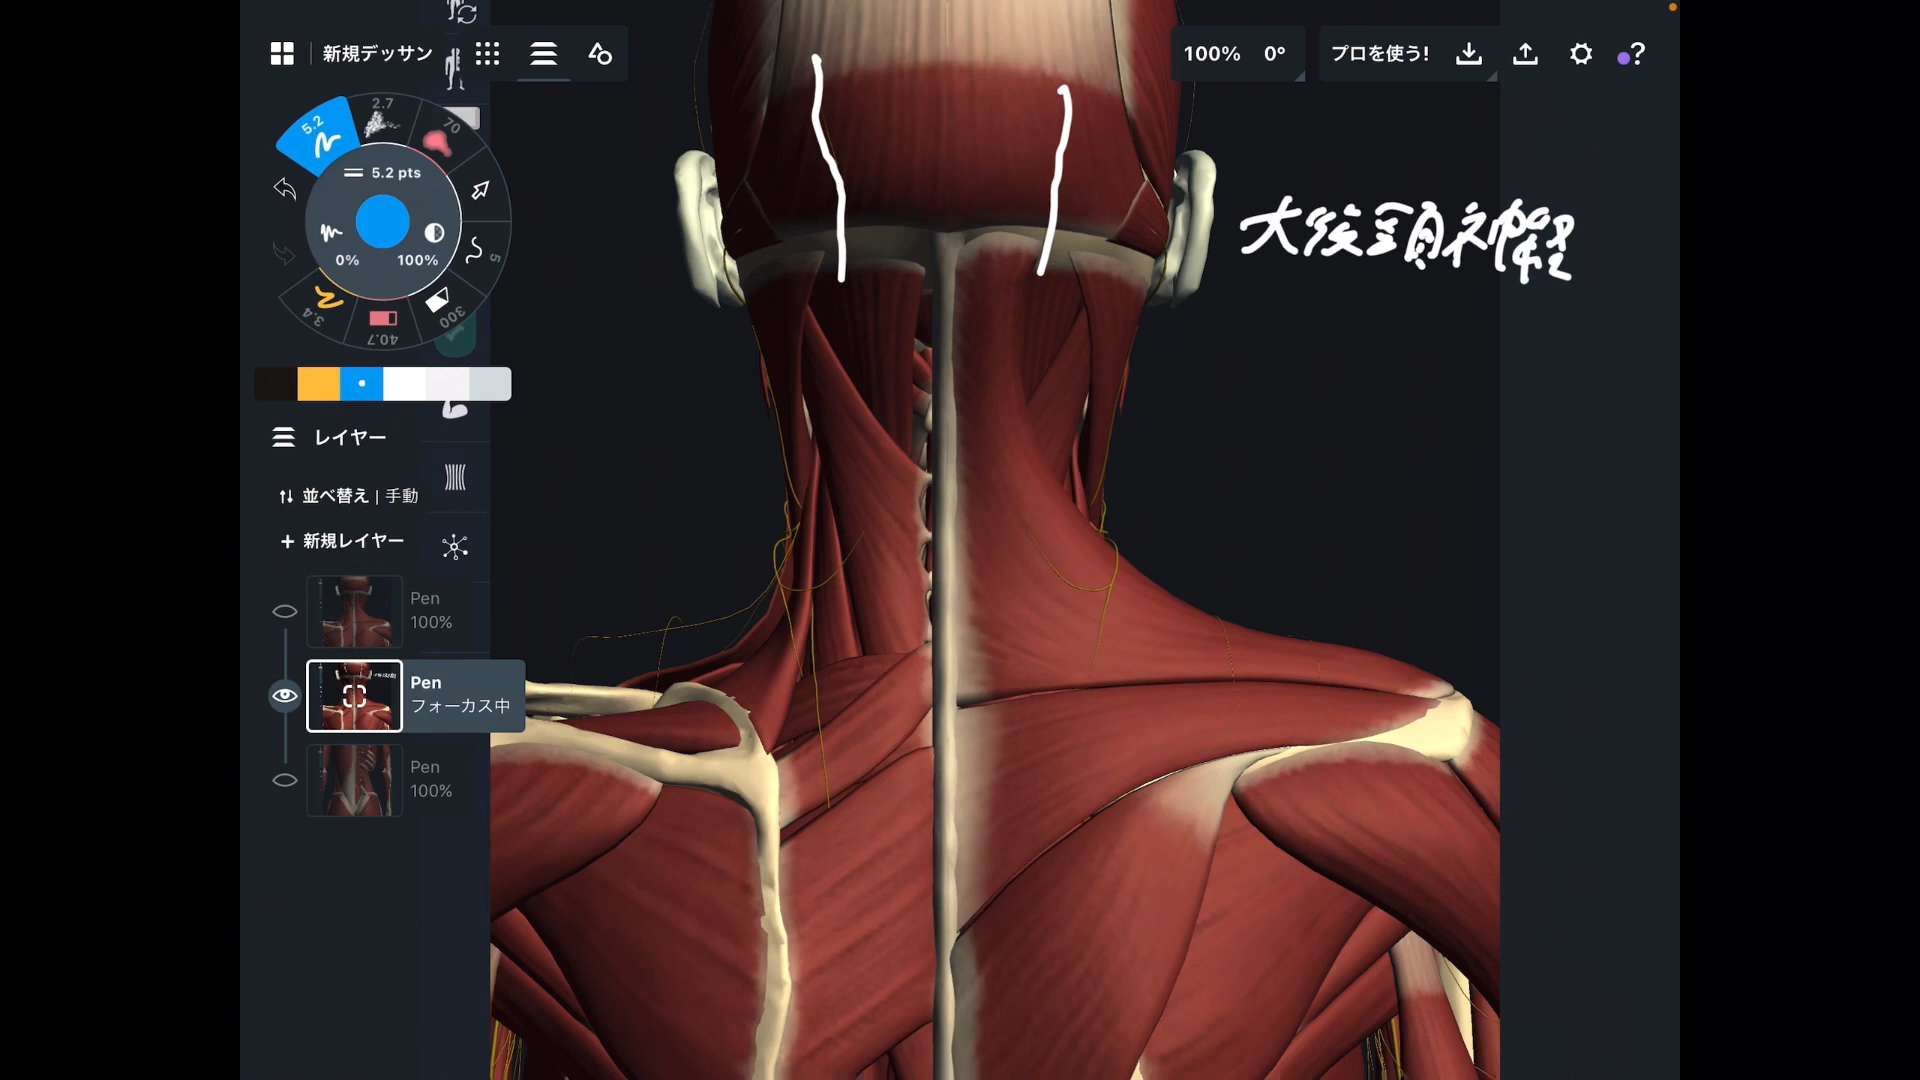 新規デッサン
100% 0° プロを使う! ?
2.7
5.2
70
5.2 pts
0% 100%
5
300
40.7
3.4
大後頭神経
レイヤー
並べ替え | 手動
+ 新規レイヤー
Pen
100%
Pen
フォーカス中
Pen
100%